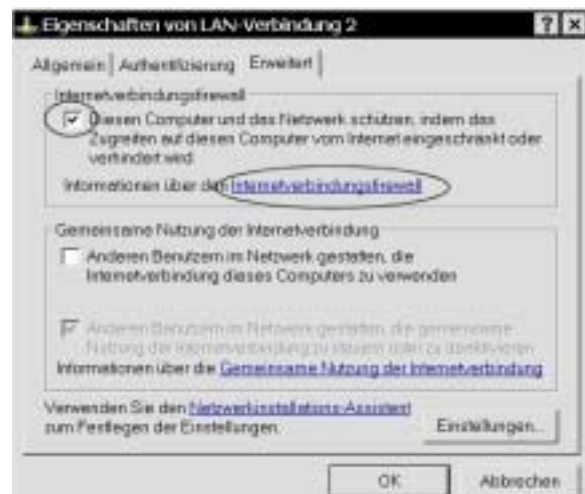 Eigenschaften von LAN-Verbindung 2
Allgemein Authentifizierung Erweitert
Internetverbindungsfirewall
Diesen Computer und das Netzwerk schützen, indem das
Zugreifen auf diesen Computer vom Internet eingeschränkt oder
verhindert wird
Informationen über den Internetverbindungsfirewall
Gemeinsame Nutzung der Internetverbindung
Anderen Benutzern im Netzwerk gestatten, die
Internetverbindung dieses Computers zu verwenden
Anderen Benutzern im Netzwerk gestatten, die gemeinsame
Nutzung der Internetverbindung zu steuern oder zu deaktivieren
Informationen über die Gemeinsame Nutzung der Internetverbindung
Verwenden Sie den Netzwerkinstallations-Assistent
zum Festlegen der Einstellungen.
Einstellungen...
OK Abbrechen